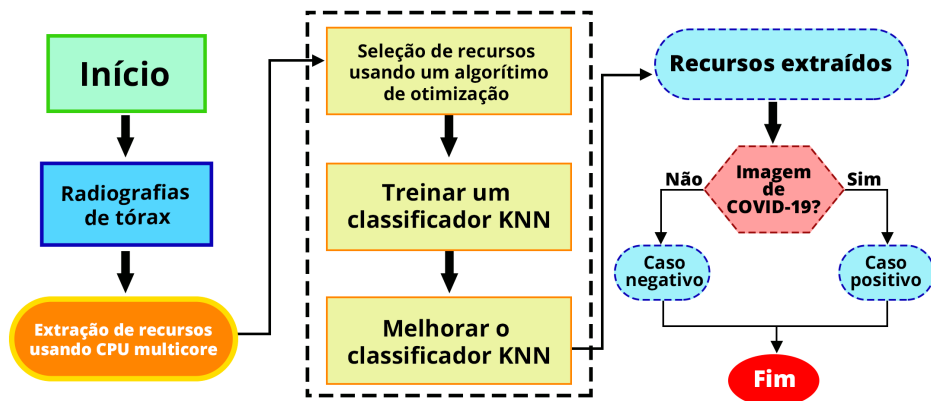 Início
Radiografias
de tórax
Extração de recursos
usando CPU multicore
Seleção de recursos
usando um algorítimo
de otimização
Treinar um
classificador KNN
Melhorar o
classificador KNN
Recursos extraídos
Imagem
de
COVID-19?
Não
Sim
Caso
negativo
Caso
positivo
Fim